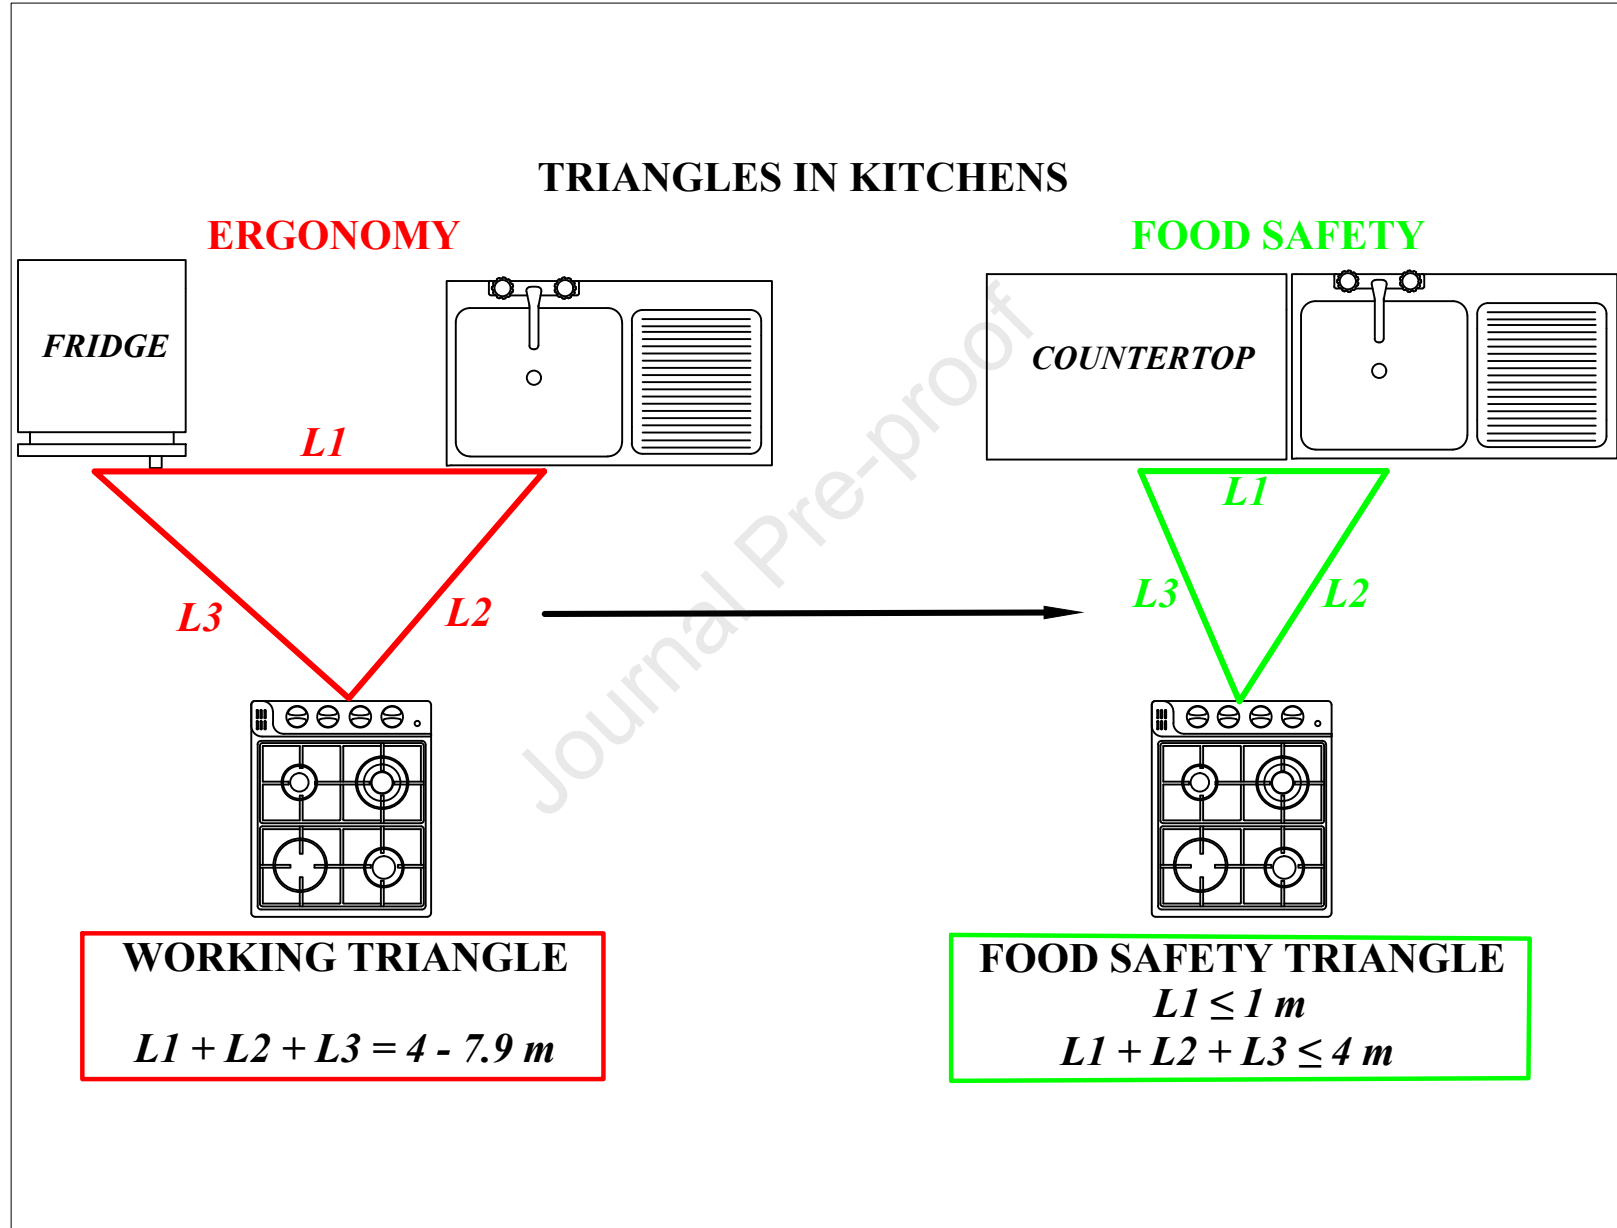 TRIANGLES IN KITCHENS
ERGONOMY
FOOD SAFETY
FRIDGE
COUNTERTOP
L1
L1
L3
L2
L3
L2
Journal Pre-proof
WORKING TRIANGLE
L1 + L2 + L3 = 4 - 7.9 m
FOOD SAFETY TRIANGLE
L1 ≤ 1 m
L1 + L2 + L3 ≤ 4 m